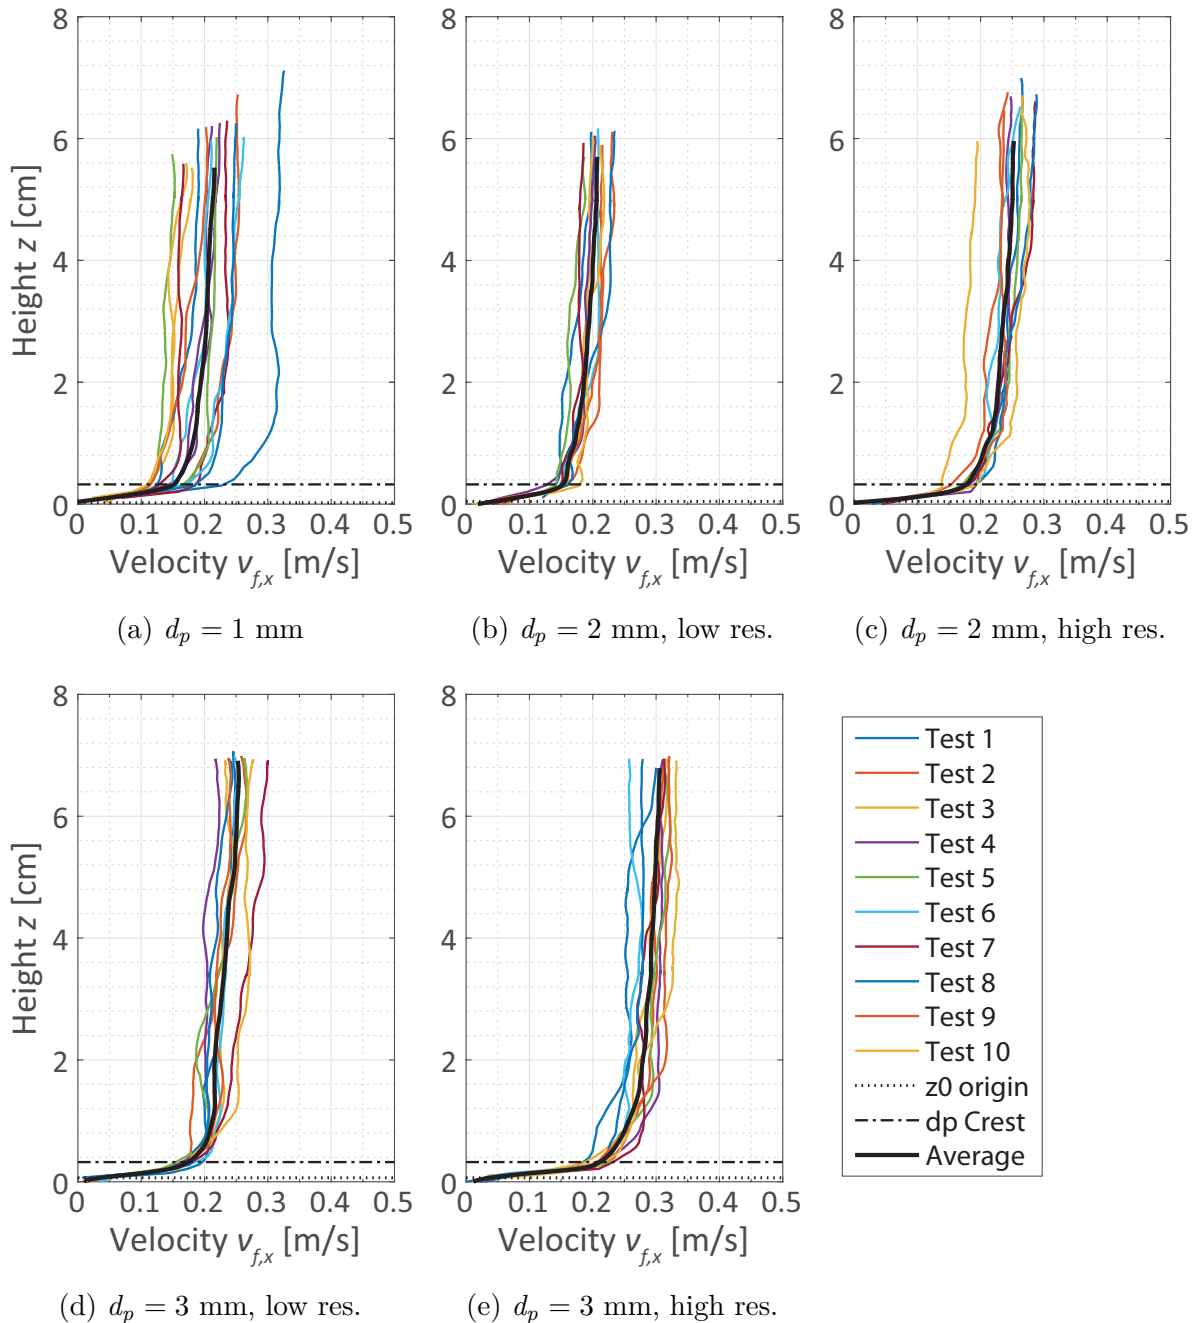 8
6
4
2
0
Height z [cm]
0 0.1 0.2 0.3 0.4 0.5
Velocity v_{f,x} [m/s]
(a) d_p = 1 mm
8
6
4
2
0
0 0.1 0.2 0.3 0.4 0.5
Velocity v_{f,x} [m/s]
(b) d_p = 2 mm, low res.
8
6
4
2
0
0 0.1 0.2 0.3 0.4 0.5
Velocity v_{f,x} [m/s]
(c) d_p = 2 mm, high res.
8
6
4
2
0
Height z [cm]
0 0.1 0.2 0.3 0.4 0.5
Velocity v_{f,x} [m/s]
(d) d_p = 3 mm, low res.
8
6
4
2
0
0 0.1 0.2 0.3 0.4 0.5
Velocity v_{f,x} [m/s]
(e) d_p = 3 mm, high res.
Test 1
Test 2
Test 3
Test 4
Test 5
Test 6
Test 7
Test 8
Test 9
Test 10
z0 origin
dp Crest
Average